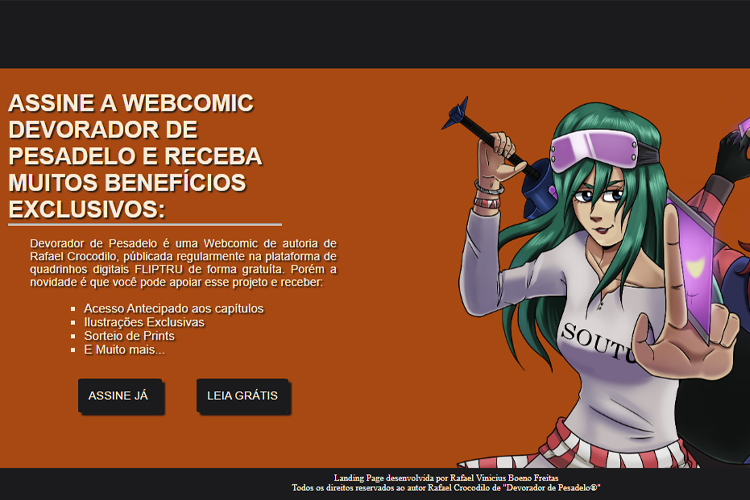 ASSINE A WEBCOMIC
DEVORADOR DE
PESADELO E RECEBA
MUITOS BENEFÍCIOS
EXCLUSIVOS:
Devorador de Pesadelo é uma Webcomic de autoria de
Rafael Crocodilo, públicada regularmente na plataforma de
quadrinhos digitais FLIPTRU de forma gratuíta. Porém a
novidade é que você pode apoiar esse projeto e receber:
Acesso Antecipado aos capítulos
Ilustrações Exclusivas
Sorteio de Prints
E Muito mais...
ASSINE JÁ
LEIA GRÁTIS
SOUTU
Landing Page desenvolvida por Rafael Vinicius Boeno Freitas
Todos os direitos reservados ao autor Rafael Crocodilo de "Devorador de Pesadelo®"